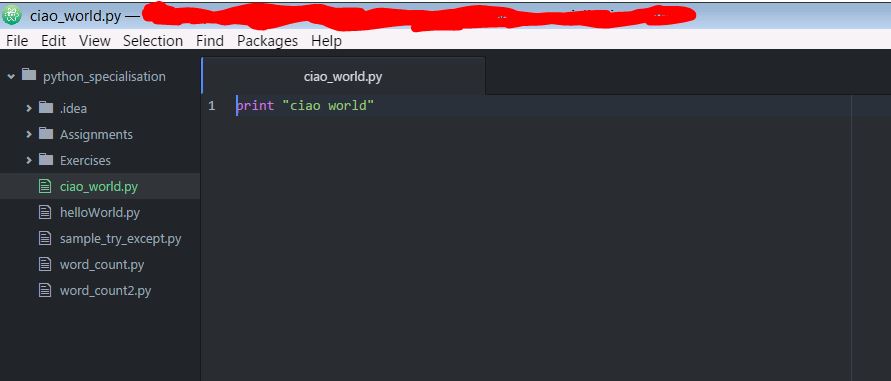 ciao_world.py —
File Edit View Selection Find Packages Help
python_specialisation
.idea
Assignments
Exercises
ciao_world.py
helloWorld.py
sample_try_except.py
word_count.py
word_count2.py
ciao_world.py
1 print "ciao world"